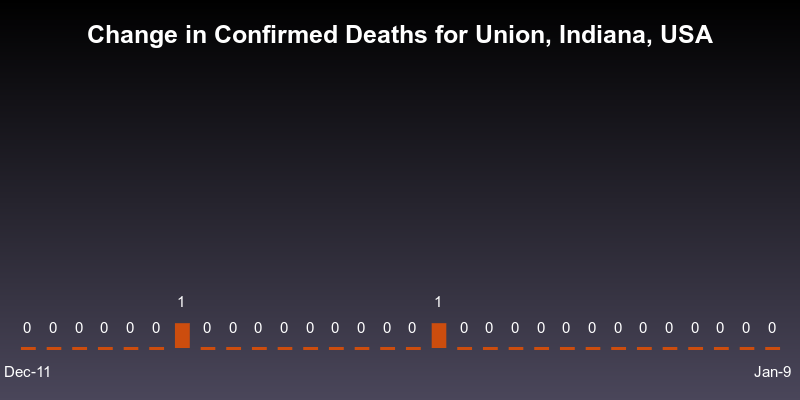 Change in Confirmed Deaths for Union, Indiana, USA
1 1
0 0 0 0 0 0 0 0 0 0 0 0 0 0 0 0 0 0 0 0 0 0 0 0 0 0 0 0
Dec-11 Jan-9